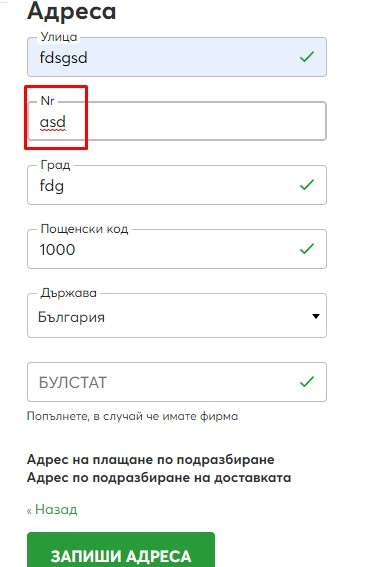 Адреса
Улица
fdsgsd
Nr
asd
Град
fdg
Пощенски код
1000
Държава
България
БУЛСТАТ
Попълнете, в случай че имате фирма
Адрес на плащане по подразбиране
Адрес по подразбиране на доставката
« Назад
ЗАПИШИ АДРЕСА